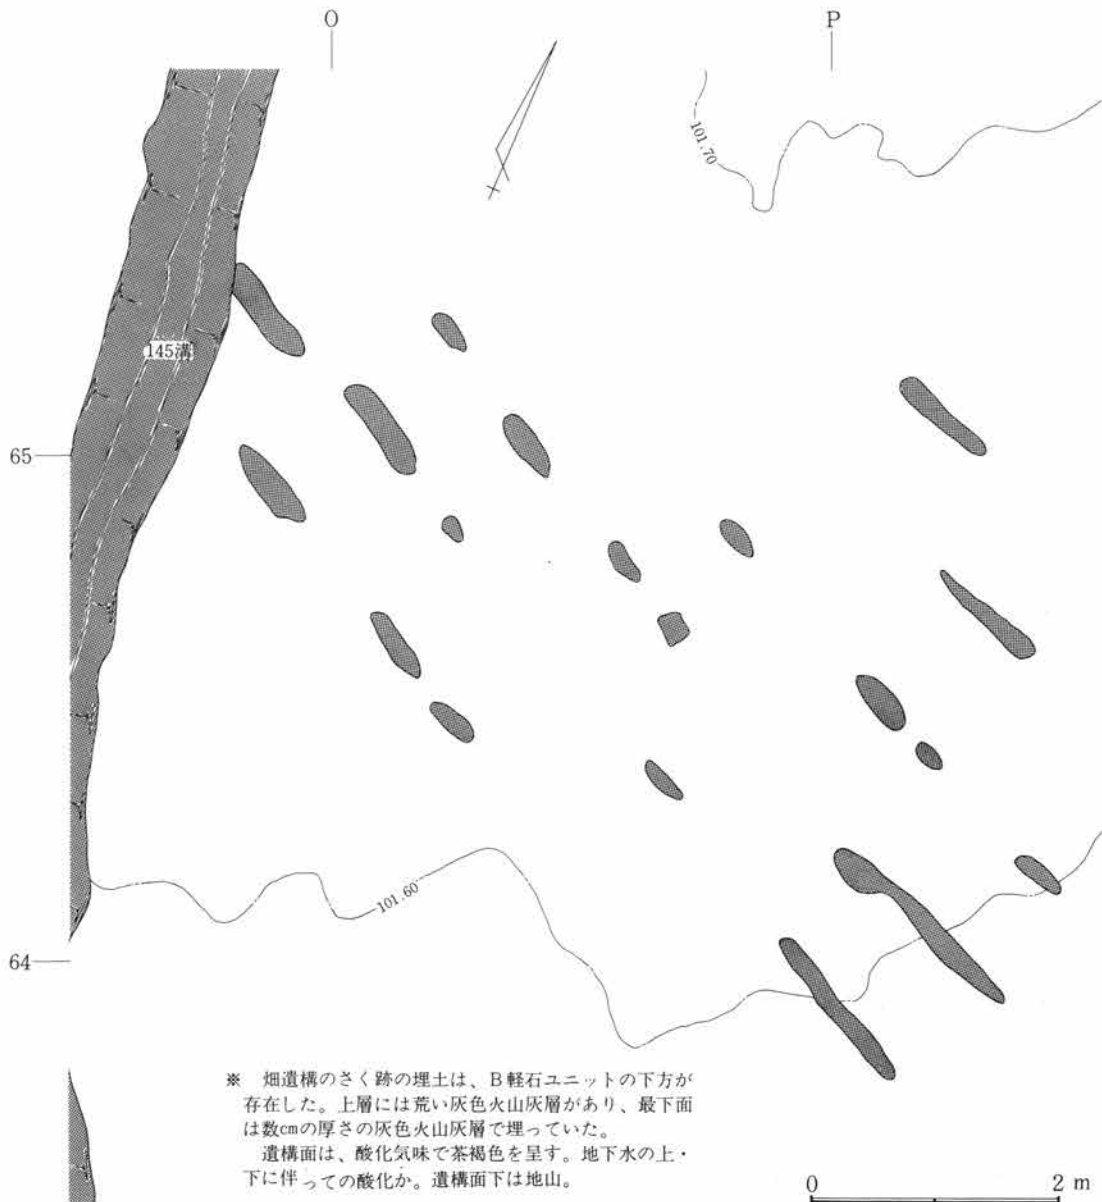 O
P
101.70
145溝
65
101.60
64
※ 畑遺構のさく跡の埋土は、B軽石ユニットの下方が
存在した。上層には荒い灰色火山灰層があり、最下面
は数cmの厚さの灰色火山灰層で埋っていた。
遺構面は、酸化気味で茶褐色を呈す。地下水の上・
下に伴っての酸化か。遺構面下は地山。
0 2 m